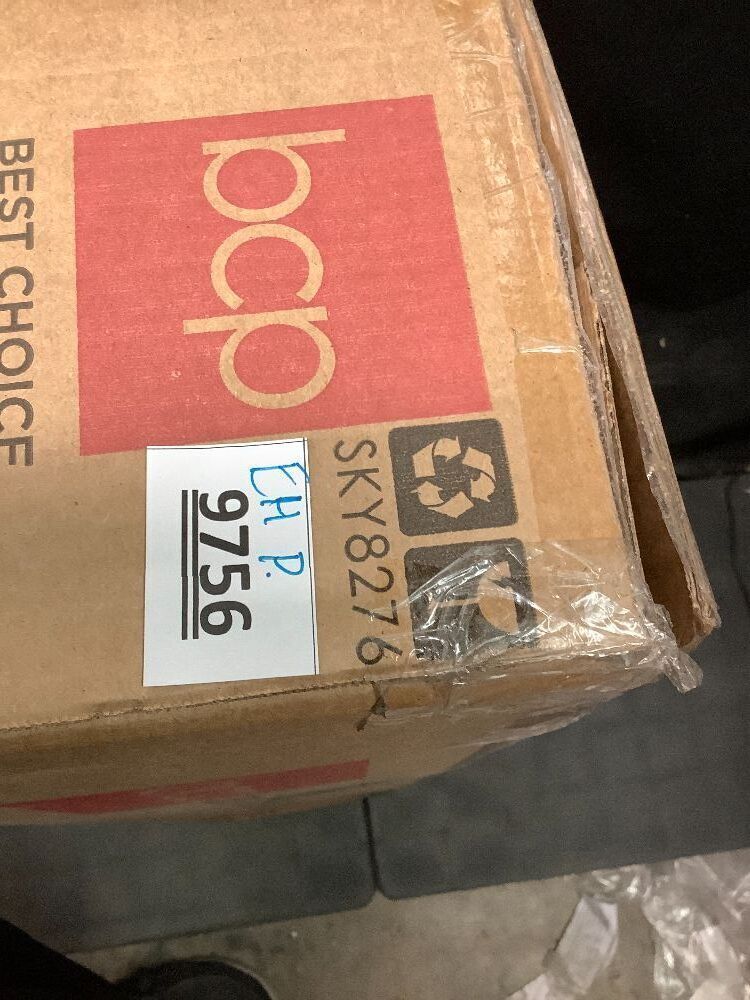 bcp
BEST CHOICE
SKY8276
EH P.
9756